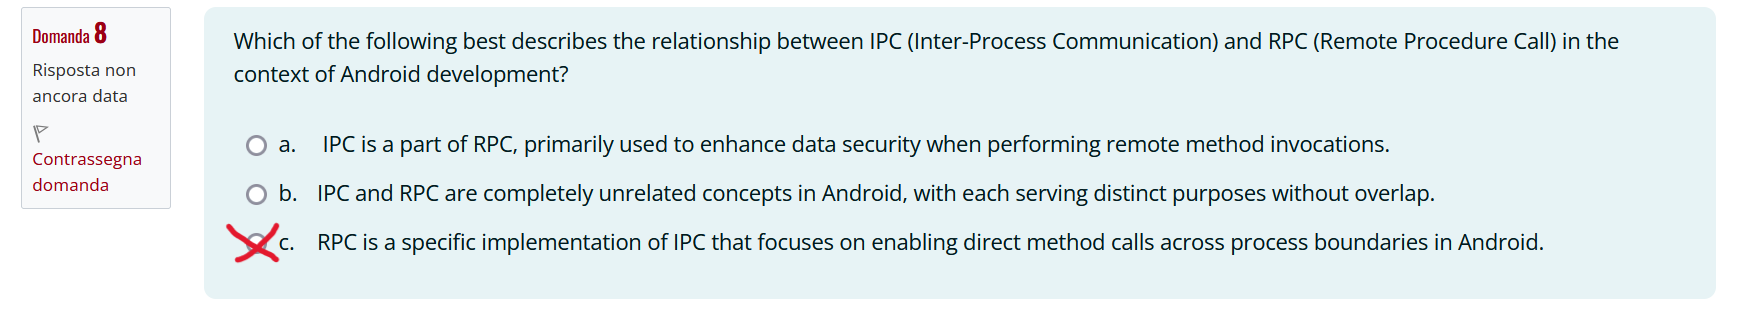 Domanda 8
Risposta non
ancora data
Contrassegna
domanda
Which of the following best describes the relationship between IPC (Inter-Process Communication) and RPC (Remote Procedure Call) in the
context of Android development?
a. IPC is a part of RPC, primarily used to enhance data security when performing remote method invocations.
b. IPC and RPC are completely unrelated concepts in Android, with each serving distinct purposes without overlap.
c. RPC is a specific implementation of IPC that focuses on enabling direct method calls across process boundaries in Android.